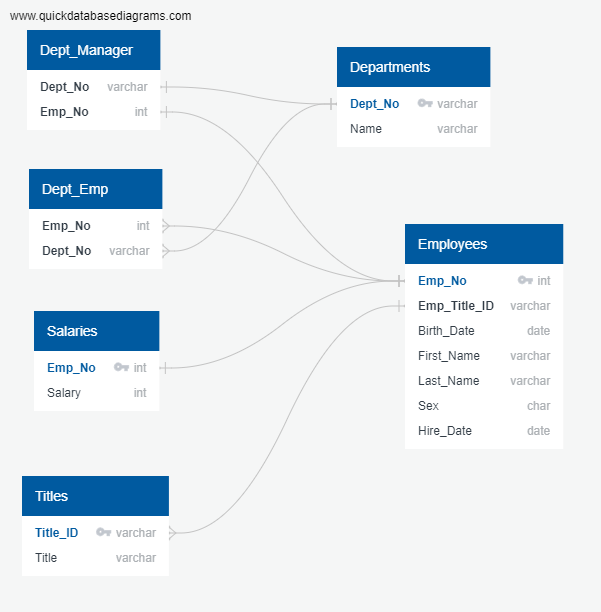 www.quickdatabasediagrams.com
Dept_Manager
Dept_No varchar
Emp_No int
Departments
Dept_No varchar
Name varchar
Dept_Emp
Emp_No int
Dept_No varchar
Employees
Emp_No int
Emp_Title_ID varchar
Birth_Date date
First_Name varchar
Last_Name varchar
Sex char
Hire_Date date
Salaries
Emp_No int
Salary int
Titles
Title_ID varchar
Title varchar